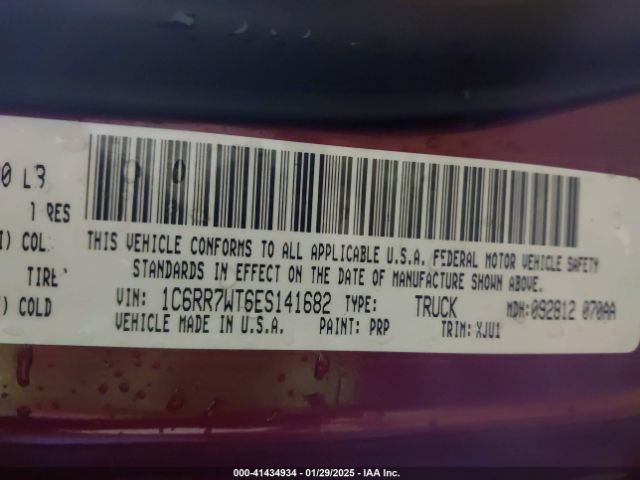 0 L3
1 RES
I) COL
TIRE
) COLD
THIS VEHICLE CONFORMS TO ALL APPLICABLE U.S.A. FEDERAL MOTOR VEHICLE SAFETY
STANDARDS IN EFFECT ON THE DATE OF MANUFACTURE SHOWN ABOVE.
VIN: 1C6RR7WT6ES141682 TYPE: TRUCK MDH:092812 070AA
VEHICLE MADE IN U.S.A. PAINT: PRP TRIM: XJU1
000-41434934 - 01/29/2025 - IAA Inc.